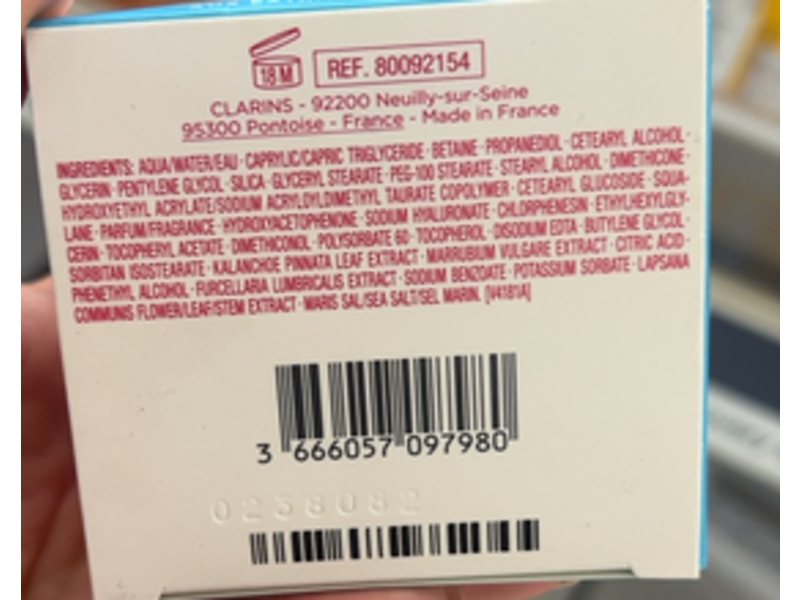 18 M
REF. 80092154
CLARINS - 92200 Neuilly-sur-Seine
95300 Pontoise - France - Made in France
INGREDIENTS: AQUA/WATER/EAU · CAPRYLIC/CAPRIC TRIGLYCERIDE · BETAINE · PROPANEDIOL · CETEARYL ALCOHOL ·
GLYCERIN · PENTYLENE GLYCOL · SILICA · GLYCERYL STEARATE · PEG-100 STEARATE · STEARYL ALCOHOL · DIMETHICONE ·
HYDROXYETHYL ACRYLATE/SODIUM ACRYLOYLDIMETHYL TAURATE COPOLYMER · CETEARYL GLUCOSIDE · SQUA-
LANE · PARFUM/FRAGRANCE · HYDROXYACETOPHENONE · SODIUM HYALURONATE · CHLORPHENESIN · ETHYLHEXYLGLY-
CERIN · TOCOPHERYL ACETATE · DIMETHICONOL · POLYSORBATE 60 · TOCOPHEROL · DISODIUM EDTA · BUTYLENE GLYCOL ·
SORBITAN ISOSTEARATE · KALANCHOE PINNATA LEAF EXTRACT · MARRUBIUM VULGARE EXTRACT · CITRIC ACID ·
PHENETHYL ALCOHOL · FURCELLARIA LUMBRICALIS EXTRACT · SODIUM BENZOATE · POTASSIUM SORBATE · LAPSANA
COMMUNIS FLOWER/LEAF/STEM EXTRACT · MARIS SAL/SEA SALT/SEL MARIN. [V4181A]
3 666057 097980
0238082